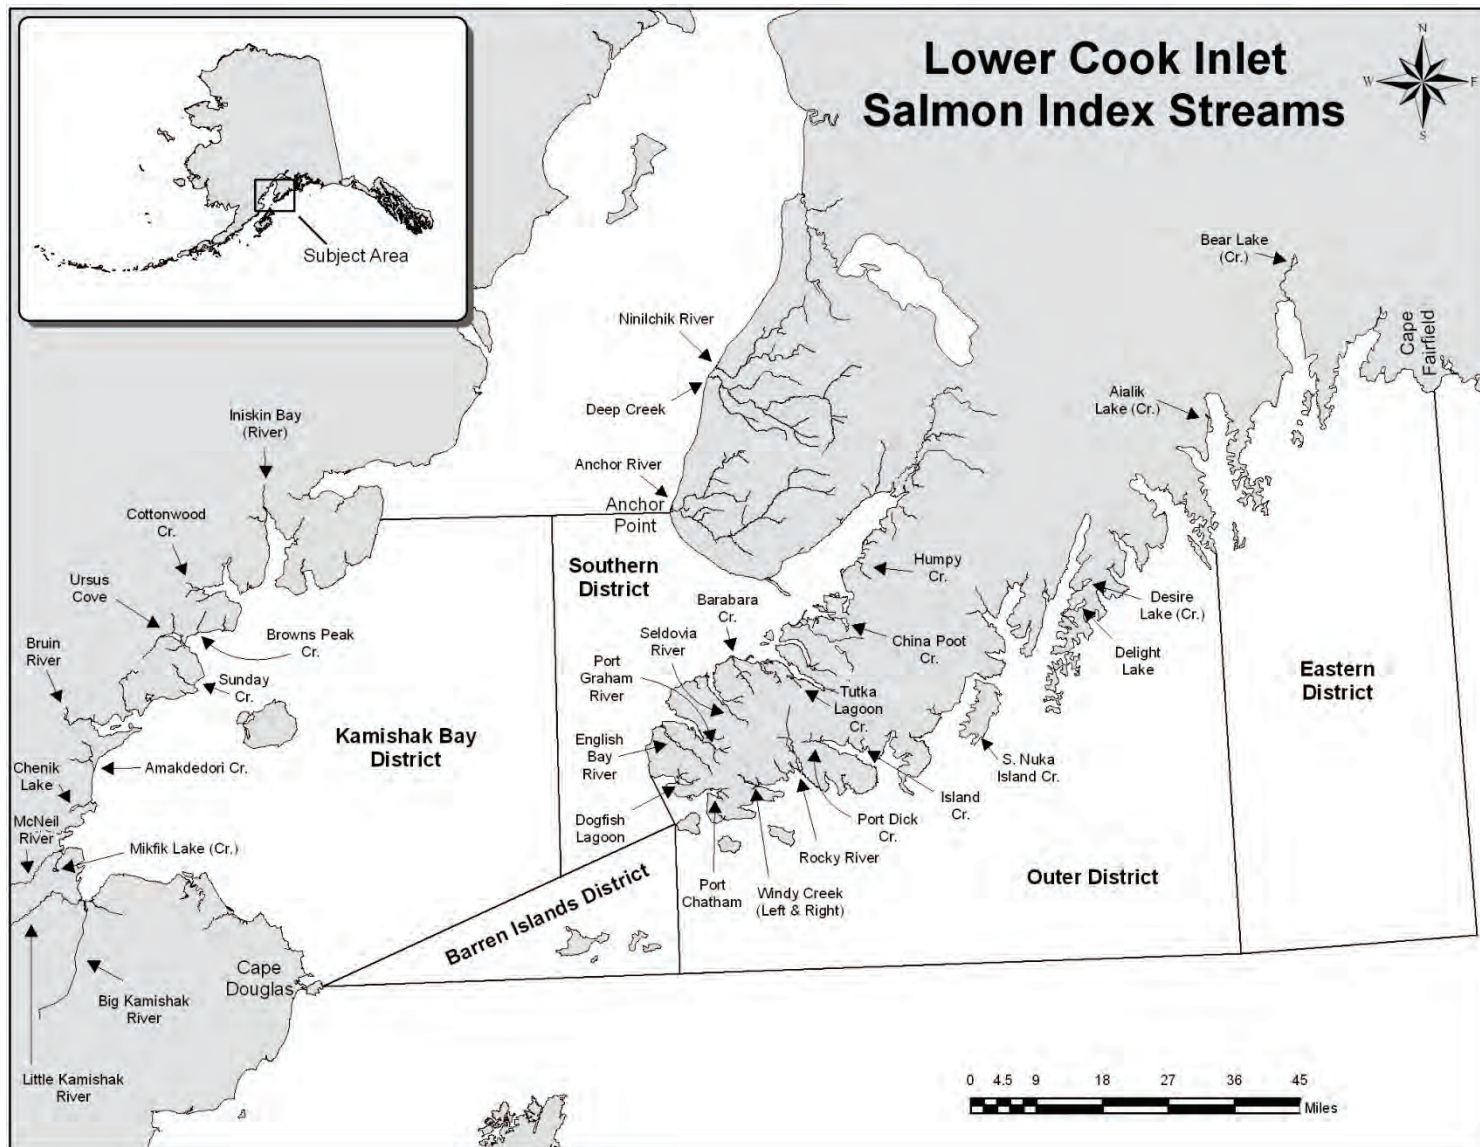 Lower Cook Inlet
Salmon Index Streams
N
W
E
S
Subject Area
Bear Lake
(Cr.)
Cape
Fairfield
Ninilchik River
Deep Creek
Aialik
Lake (Cr.)
Iniskin Bay
(River)
Anchor River
Anchor
Point
Cottonwood
Cr.
Ursus
Cove
Bruin
River
Browns Peak
Cr.
Sunday
Cr.
Southern
District
Humpy
Cr.
Barabara
Cr.
Seldovia
River
Port
Graham
River
China Poot
Cr.
Desire
Lake (Cr.)
Delight
Lake
Eastern
District
Tutka
Lagoon
Cr.
Kamishak Bay
District
English
Bay
River
S. Nuka
Island Cr.
Amakdedori Cr.
Chenik
Lake
McNeil
River
Mikfik Lake (Cr.)
Dogfish
Lagoon
Island
Cr.
Port Dick
Cr.
Rocky River
Port
Chatham
Windy Creek
(Left & Right)
Outer District
Barren Islands District
Cape
Douglas
Big Kamishak
River
Little Kamishak
River
0 4.5 9 18 27 36 45
Miles